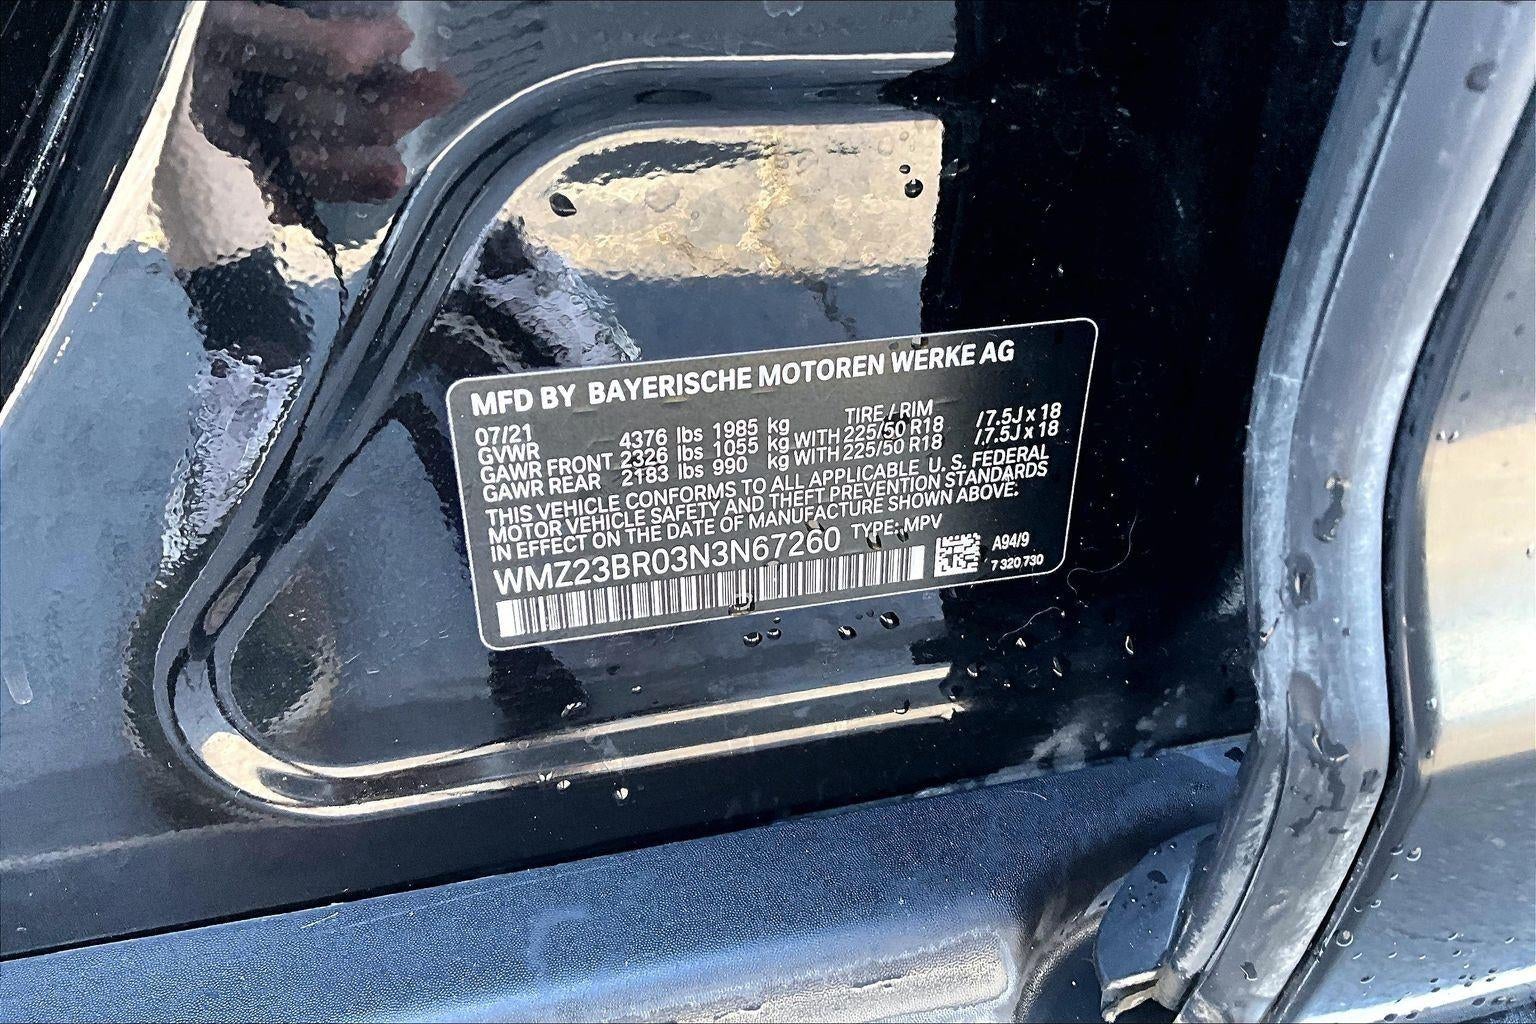 MFD BY BAYERISCHE MOTOREN WERKE AG
07/21 TIRE / RIM
GVWR 4376 lbs 1985 kg
GAWR FRONT 2326 lbs 1055 kg WITH 225/50 R18 /7.5J x 18
GAWR REAR 2183 lbs 990 kg WITH 225/50 R18 /7.5J x 18
THIS VEHICLE CONFORMS TO ALL APPLICABLE U. S. FEDERAL
MOTOR VEHICLE SAFETY AND THEFT PREVENTION STANDARDS
IN EFFECT ON THE DATE OF MANUFACTURE SHOWN ABOVE:
WMZ23BR03N3N67260 TYPE: MPV
A94/9
7 320 730